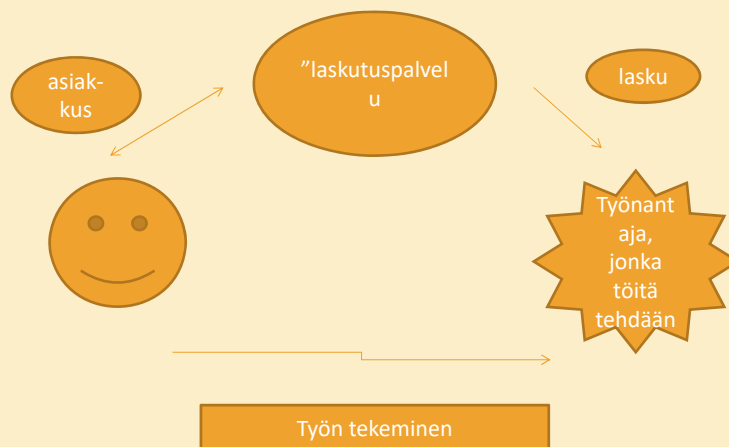 asiak-
kus
”laskutuspalvel
u
lasku
Työnant
aja,
jonka
töitä
tehdään
Työn tekeminen